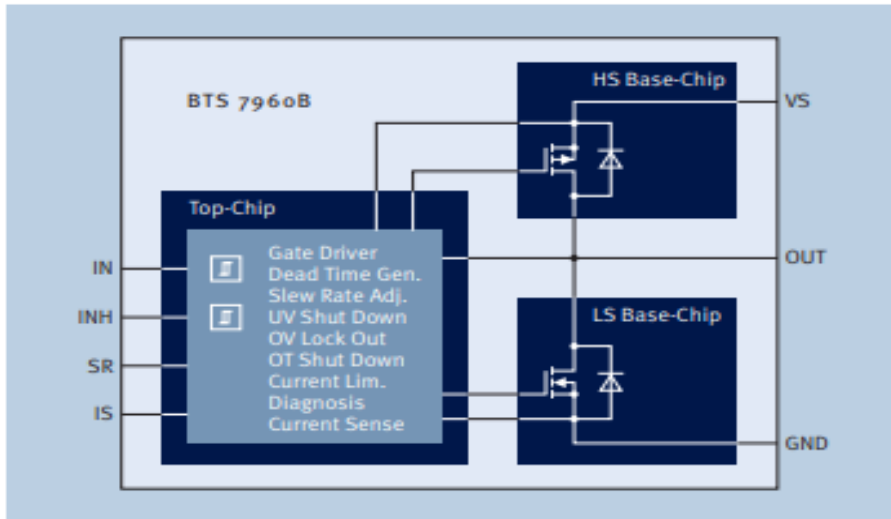 BTS 7960B
HS Base-Chip
VS
Top-Chip
Gate Driver
Dead Time Gen.
Slew Rate Adj.
UV Shut Down
OV Lock Out
OT Shut Down
Current Lim.
Diagnosis
Current Sense
IN
INH
SR
IS
OUT
LS Base-Chip
GND